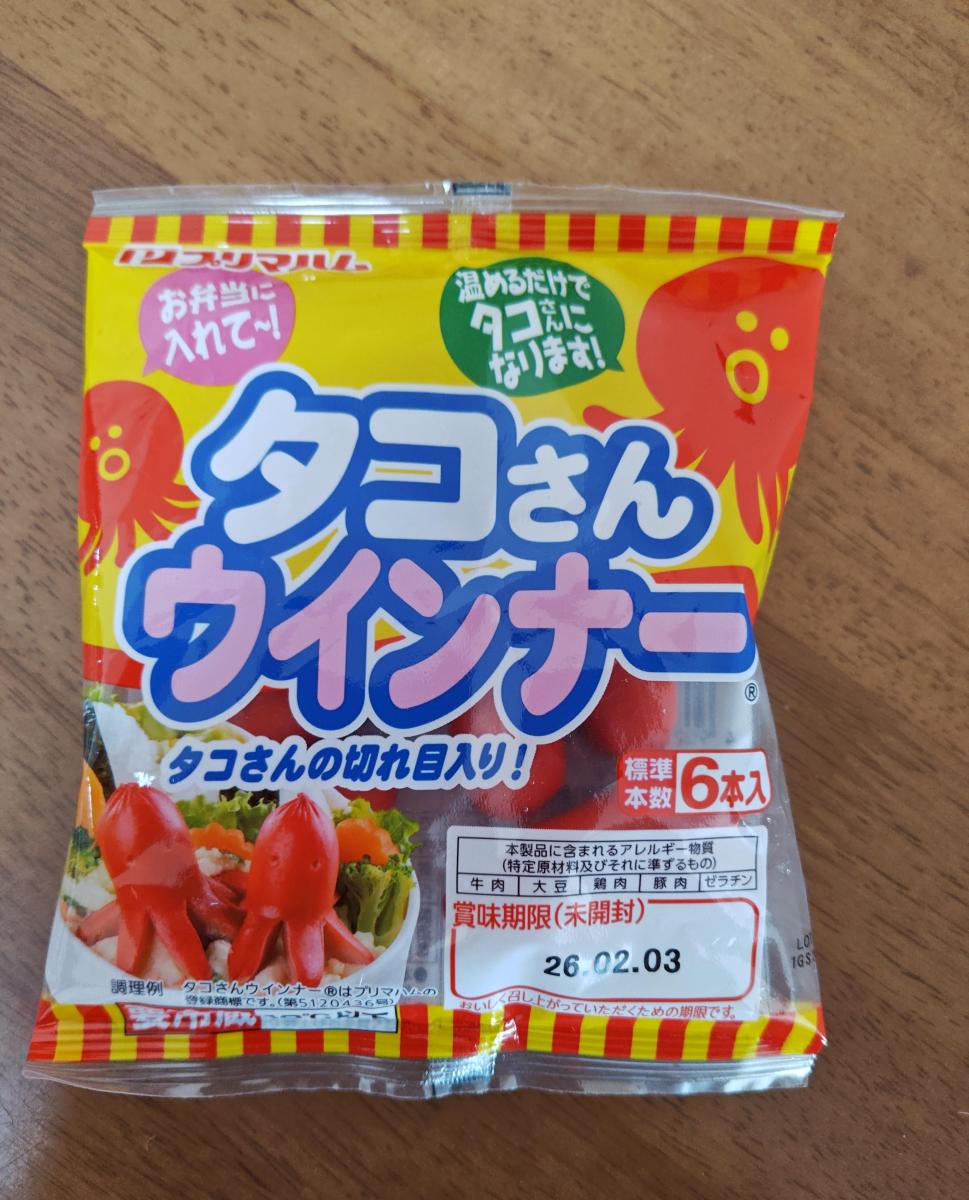 プリマハム
お弁当に
入れて〜!
温めるだけで
タコさんに
なります!
タコさん
ウインナー
®
タコさんの切れ目入り!
標準
本数
6本入
本製品に含まれるアレルギー物質
(特定原材料及びそれに準ずるもの)
牛肉 大豆 鶏肉 豚肉 ゼラチン
賞味期限(未開封)
26.02.03
おいしく召し上がっていただくための期限です。
調理例
タコさんウインナー®はプリマハムの
登録商標です。(第5120436号)
要冷蔵